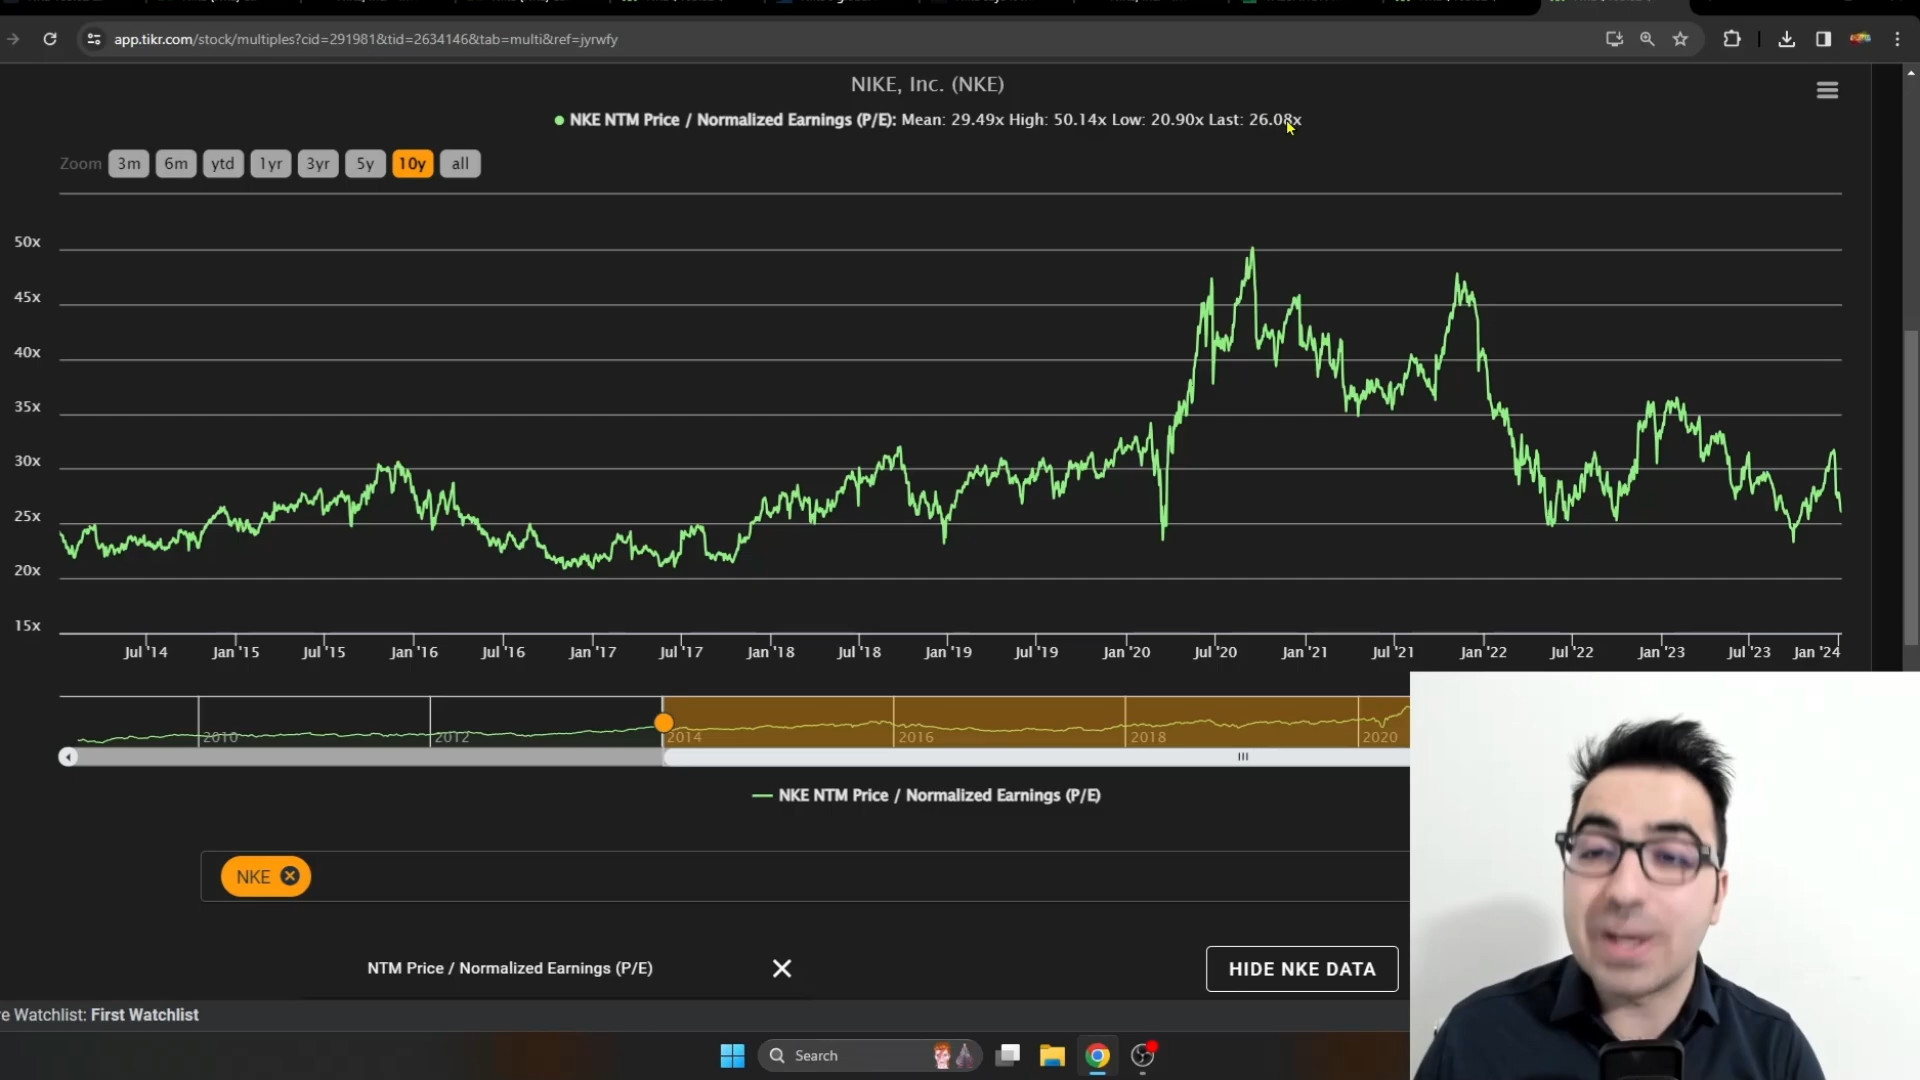 app.tikr.com/stock/multiples?cid=291981&tid=2634146&tab=multi&ref=jyrwfy
NIKE, Inc. (NKE)
NKE NTM Price / Normalized Earnings (P/E): Mean: 29.49x High: 50.14x Low: 20.90x Last: 26.08x
Zoom 3m 6m ytd 1yr 3yr 5y 10y all
50x
45x
40x
35x
30x
25x
20x
15x
Jul '14 Jan '15 Jul '15 Jan '16 Jul '16 Jan '17 Jul '17 Jan '18 Jul '18 Jan '19 Jul '19 Jan '20 Jul '20 Jan '21 Jul '21 Jan '22 Jul '22 Jan '23 Jul '23 Jan '24
2010 2012 2014 2016 2018 2020
NKE NTM Price / Normalized Earnings (P/E)
NKE
NTM Price / Normalized Earnings (P/E)
HIDE NKE DATA
e Watchlist: First Watchlist
Search